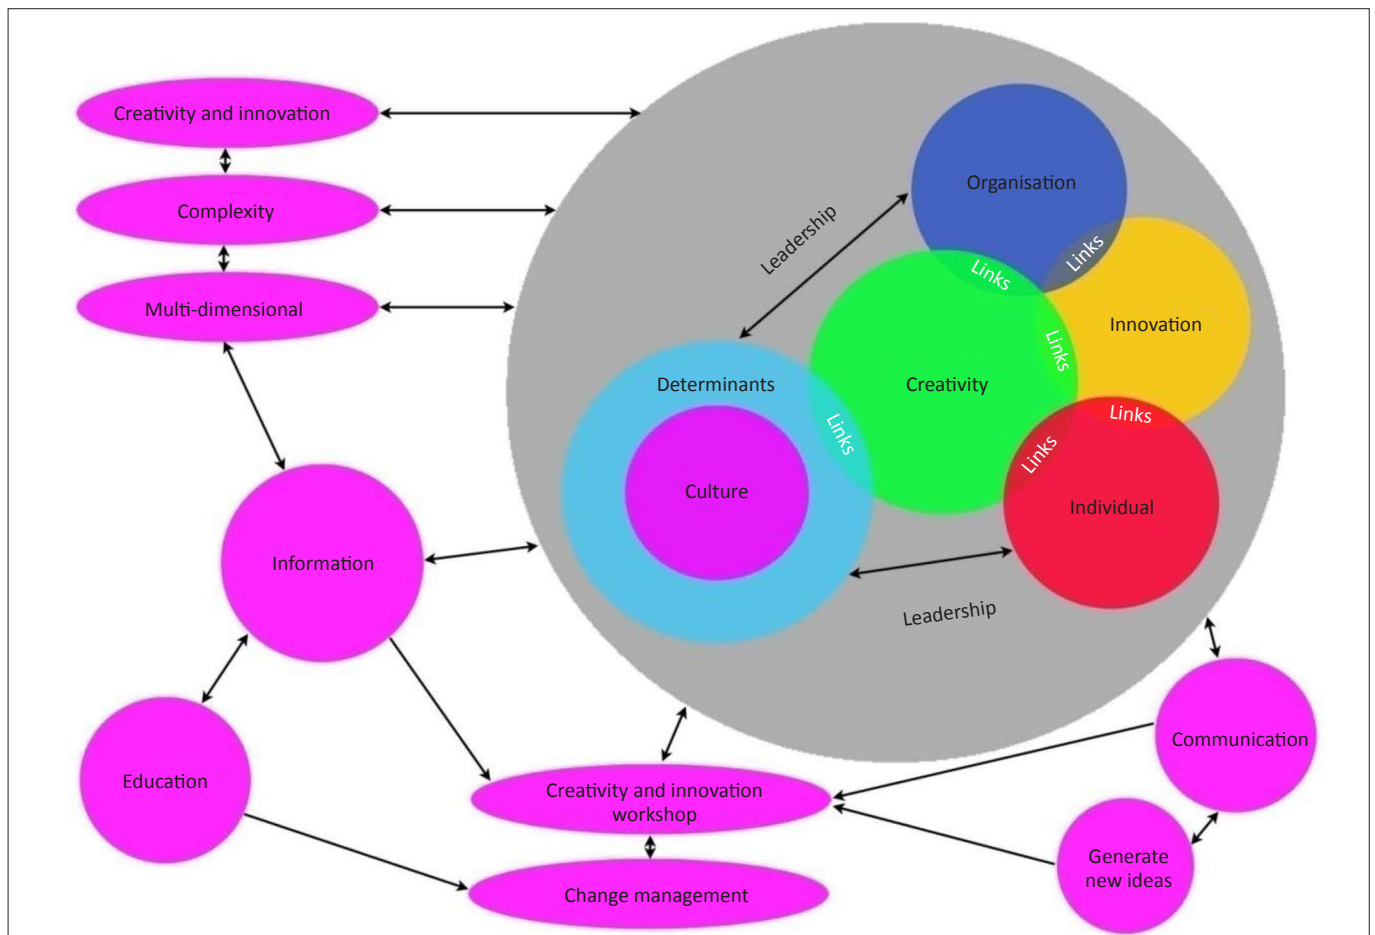 Creativity and innovation
Complexity
Multi-dimensional
Organisation
Leadership
Links
Links
Innovation
Links
Determinants
Creativity
Links
Links
Links
Culture
Individual
Information
Leadership
Communication
Education
Creativity and innovation
workshop
Generate
new ideas
Change management